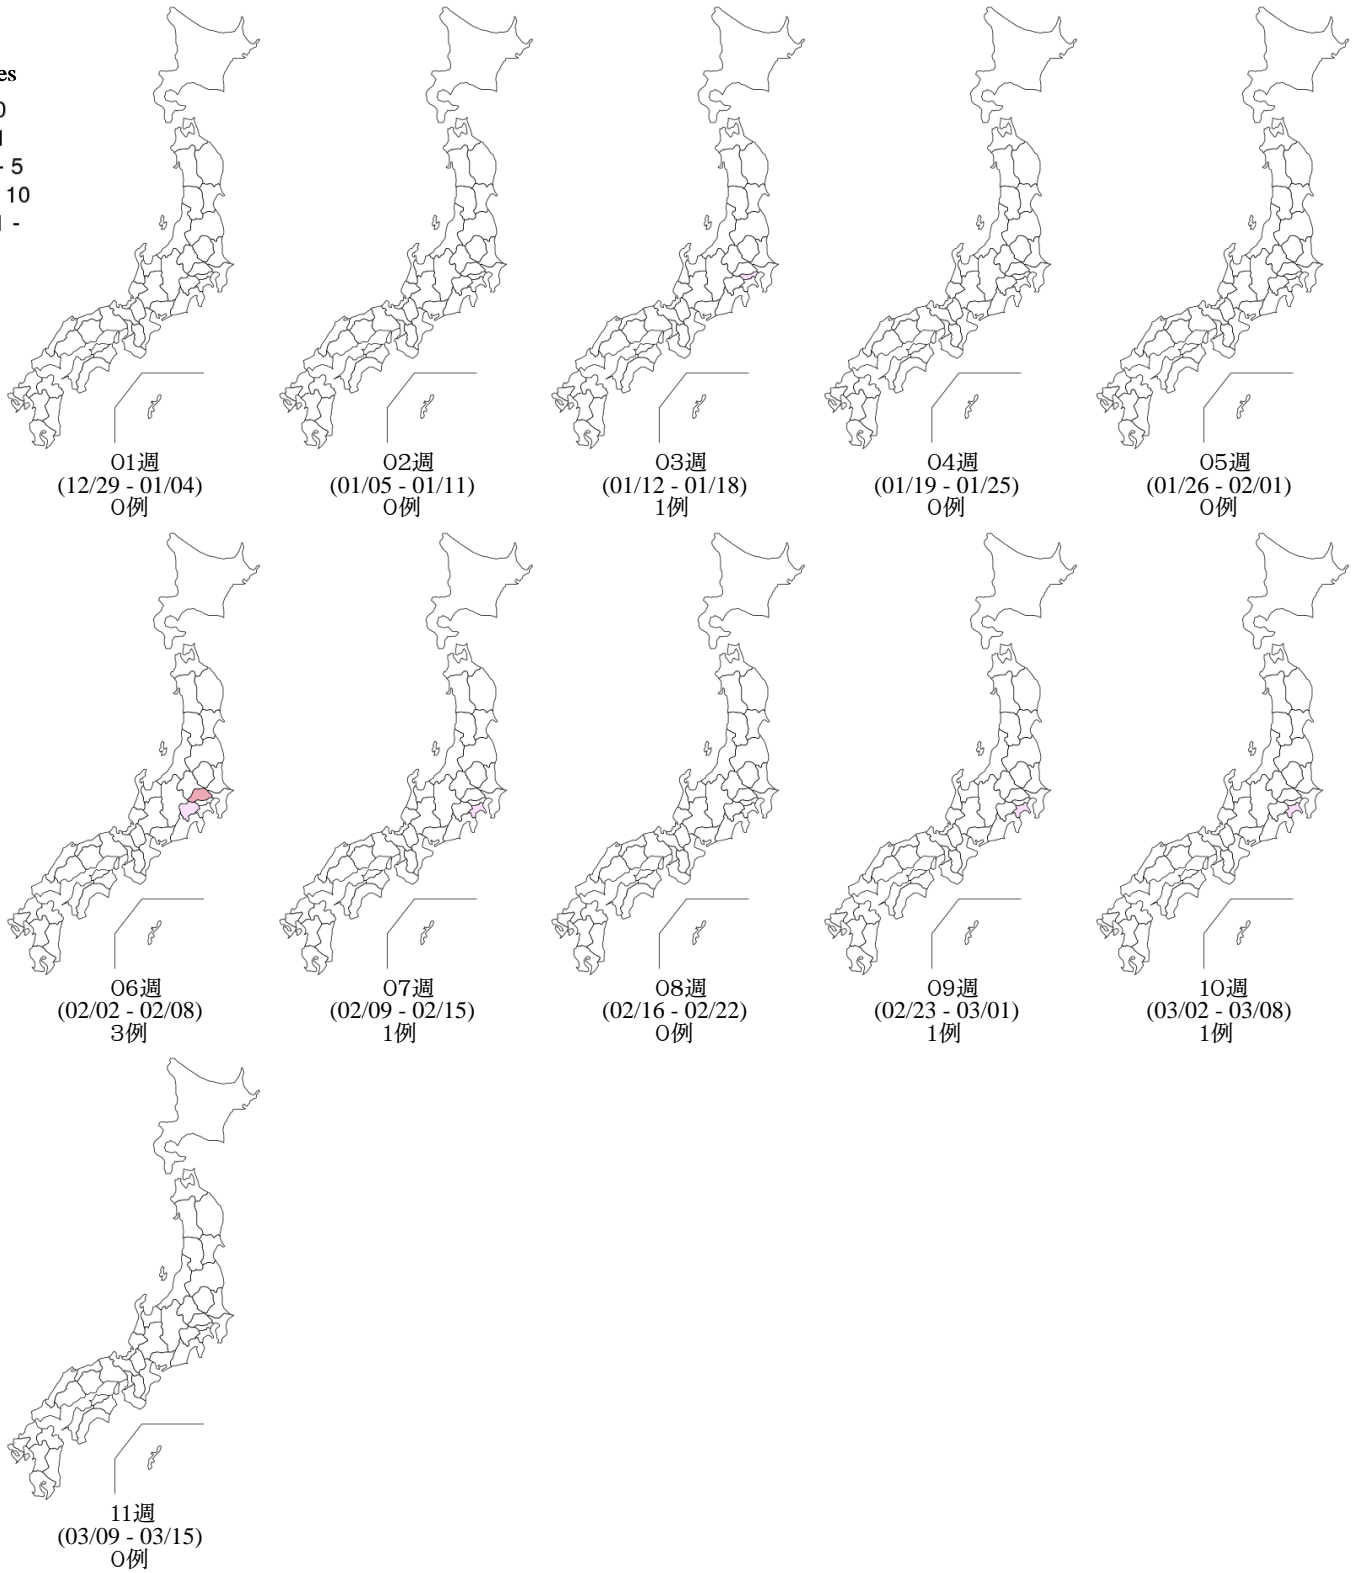 5
10
01週
(12/29 - 01/04)
0例
02週
(01/05 - 01/11)
0例
03週
(01/12 - 01/18)
1例
04週
(01/19 - 01/25)
0例
05週
(01/26 - 02/01)
0例
06週
(02/02 - 02/08)
3例
07週
(02/09 - 02/15)
1例
08週
(02/16 - 02/22)
0例
09週
(02/23 - 03/01)
1例
10週
(03/02 - 03/08)
1例
11週
(03/09 - 03/15)
0例